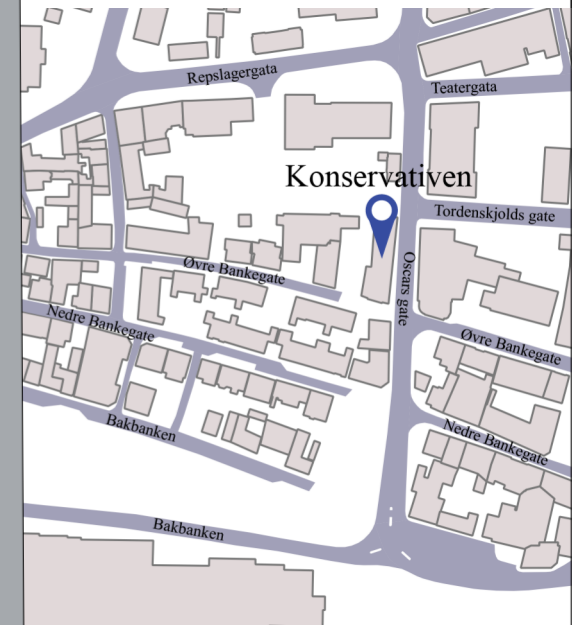 Repslagergata
Teatergata
Konservativen
Tordenskjolds gate
Øvre Bankegate
Oscars gate
Nedre Bankegate
Øvre Bankegate
Bakbanken
Nedre Bankegate
Bakbanken